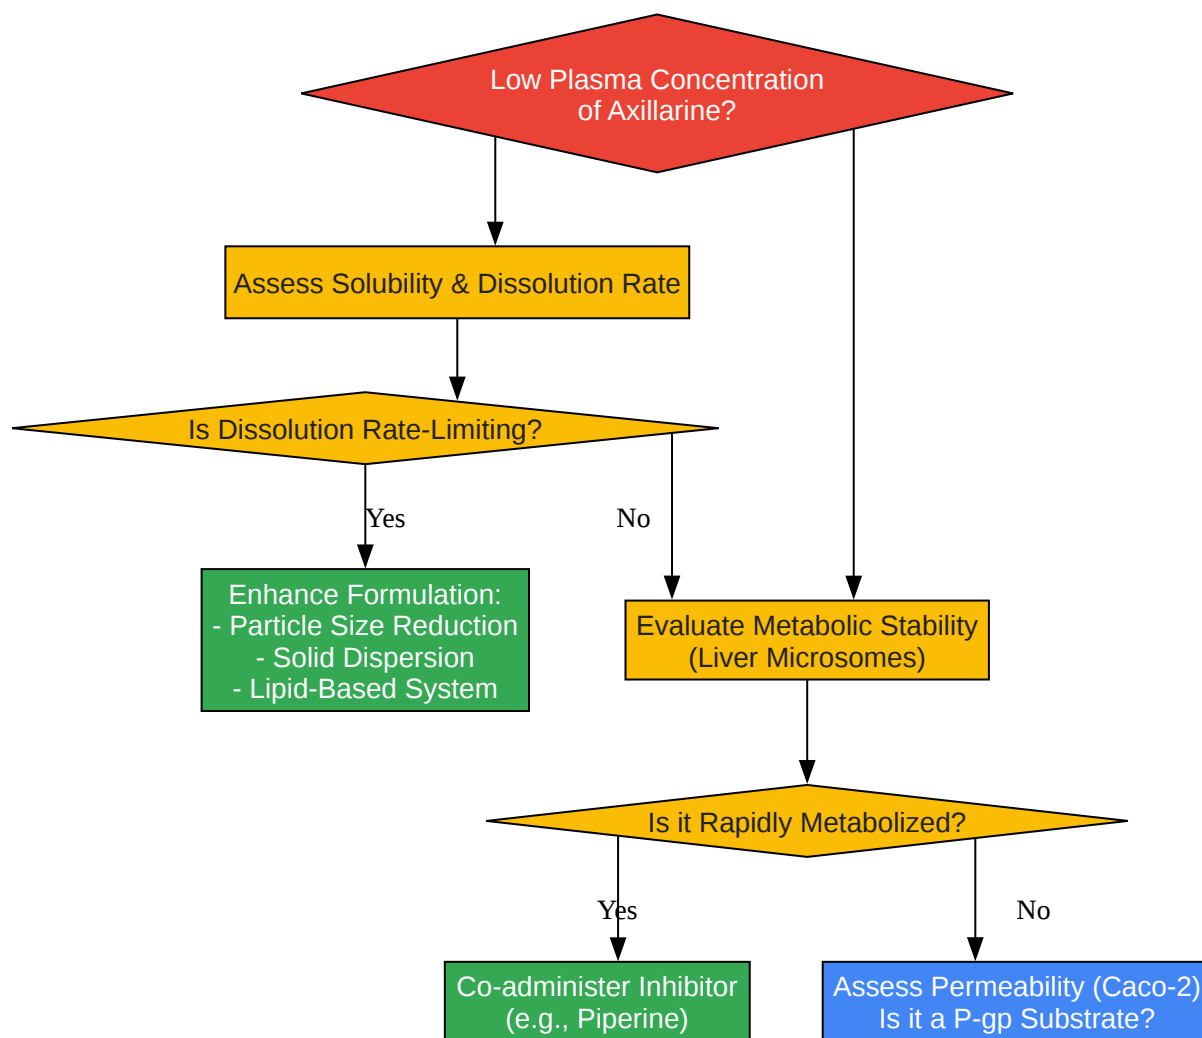 Low Plasma Concentration
of Axillarine?
Assess Solubility & Dissolution Rate
Is Dissolution Rate-Limiting?
Yes
No
Enhance Formulation:
- Particle Size Reduction
- Solid Dispersion
- Lipid-Based System
Evaluate Metabolic Stability
(Liver Microsomes)
Is it Rapidly Metabolized?
Yes
No
Co-administer Inhibitor
(e.g., Piperine)
Assess Permeability (Caco-2)
Is it a P-gp Substrate?